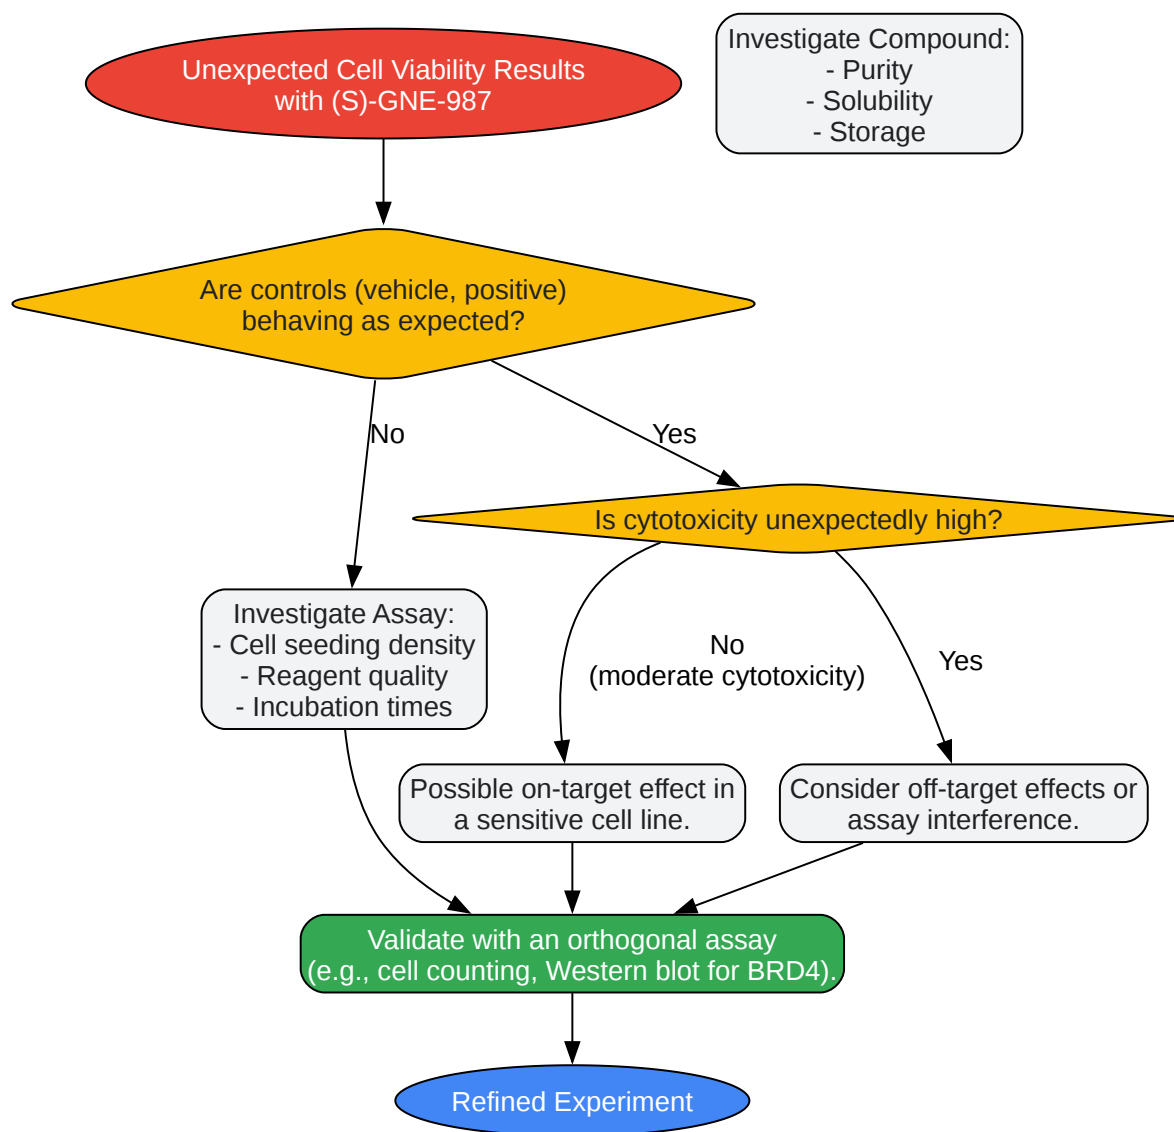 Unexpected Cell Viability Results
with (S)-GNE-987
Investigate Compound:
- Purity
- Solubility
- Storage
Are controls (vehicle, positive)
behaving as expected?
No
Yes
Is cytotoxicity unexpectedly high?
Investigate Assay:
- Cell seeding density
- Reagent quality
- Incubation times
No
(moderate cytotoxicity)
Yes
Possible on-target effect in
a sensitive cell line.
Consider off-target effects or
assay interference.
Validate with an orthogonal assay
(e.g., cell counting, Western blot for BRD4).
Refined Experiment